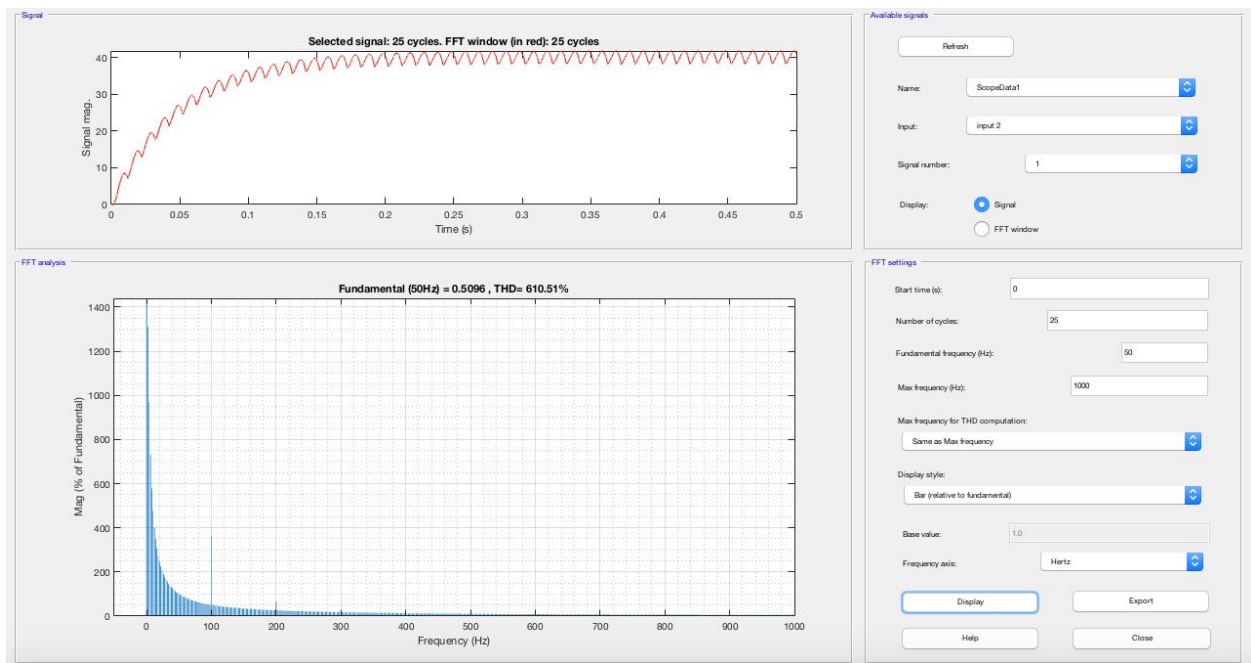 Signal
Selected signal: 25 cycles. FFT window (in red): 25 cycles
40
30
20
10
0
Signal mag.
0 0.05 0.1 0.15 0.2 0.25 0.3 0.35 0.4 0.45 0.5
Time (s)
FFT analysis
Fundamental (50Hz) = 0.5096 , THD= 610.51%
1400
1200
1000
800
600
400
200
0
Mag (% of Fundamental)
0 100 200 300 400 500 600 700 800 900 1000
Frequency (Hz)
Available signals
Refresh
Name: ScopeData1
Input: input 2
Signal number: 1
Display: Signal
FFT window
FFT settings
Start time (s): 0
Number of cycles: 25
Fundamental frequency (Hz): 50
Max frequency (Hz): 1000
Max frequency for THD computation:
Same as Max frequency
Display style:
Bar (relative to fundamental)
Base value: 1.0
Frequency axis: Hertz
Display Export
Help Close